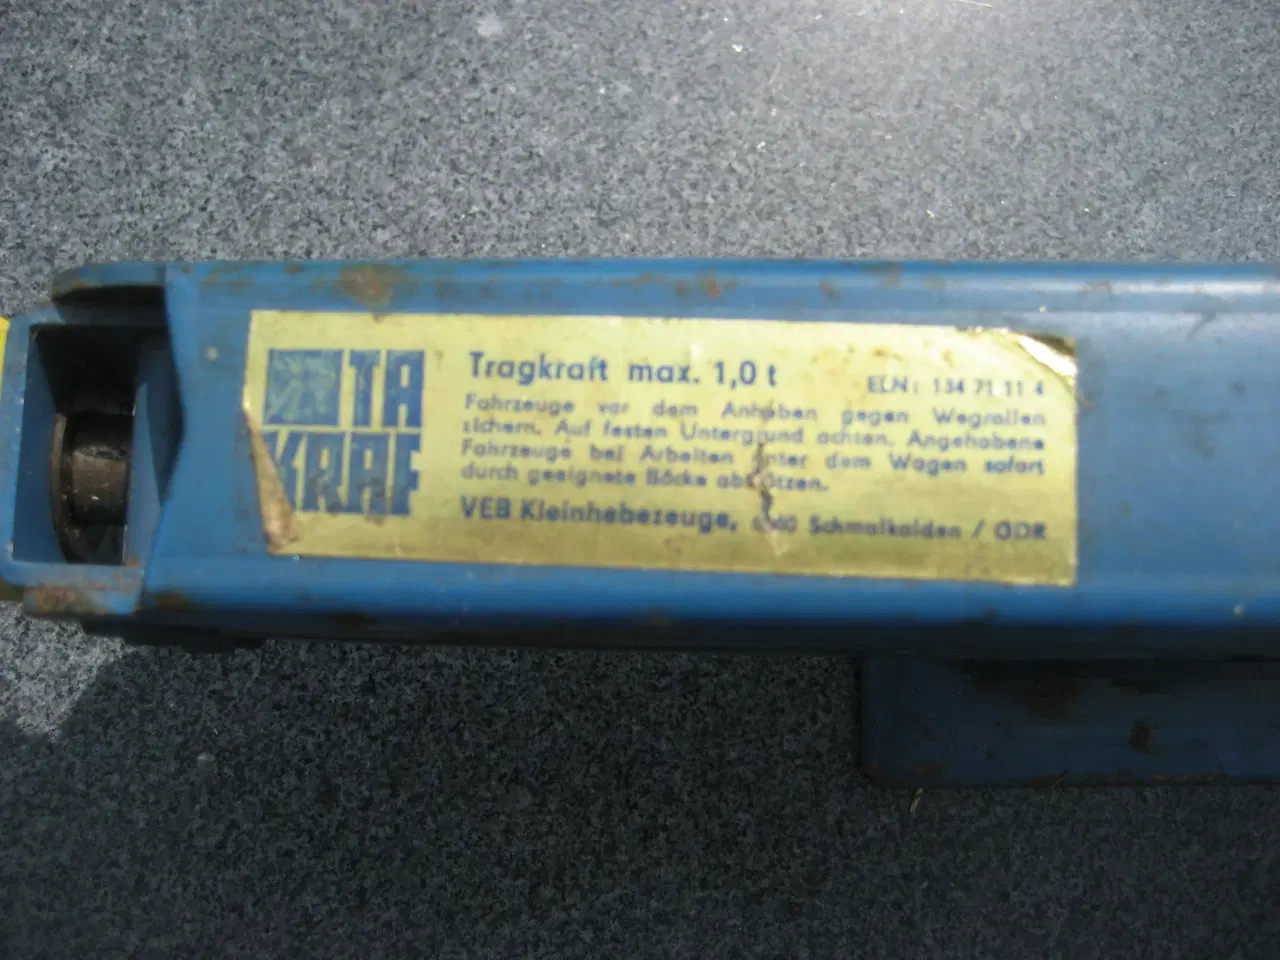 TA
KRAF
Tragkraft max. 1,0 t
ELN: 134 71 11 4
Fahrzeuge vor dem Anheben gegen Wegrollen
sichern. Auf festen Untergrund achten. Angehobene
Fahrzeuge bei Arbeiten unter dem Wagen sofort
durch geeignete Böcke abstützen.
VEB Kleinhebezeuge, Schmalkalden / GDR